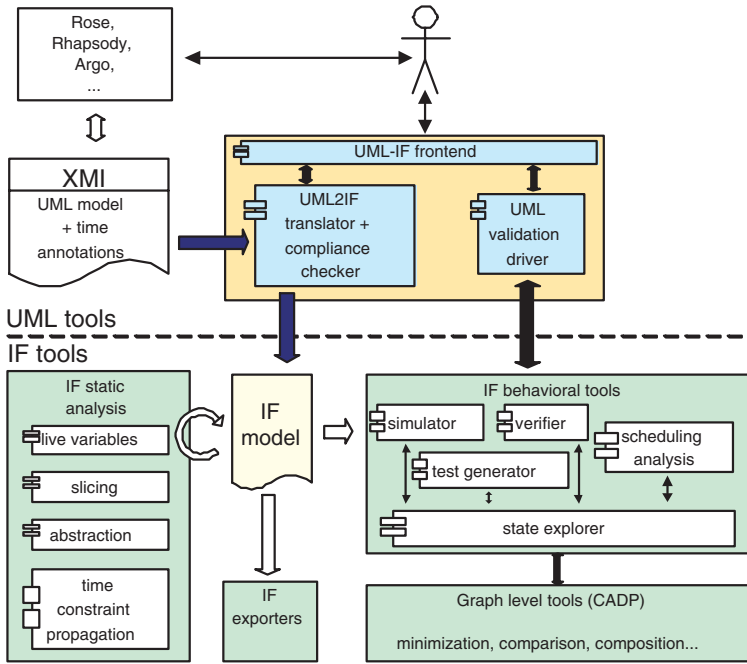 Rose,
Rhapsody,
Argo,
...
UML-IF frontend
XMI
UML model
+ time
annotations
UML2IF
translator +
compliance
checker
UML
validation
driver
UML tools
IF tools
IF static
analysis
live variables
slicing
abstraction
time
constraint
propagation
IF
model
IF
exporters
IF behavioral tools
simulator
verifier
scheduling
analysis
test generator
state explorer
Graph level tools (CADP)
minimization, comparison, composition...